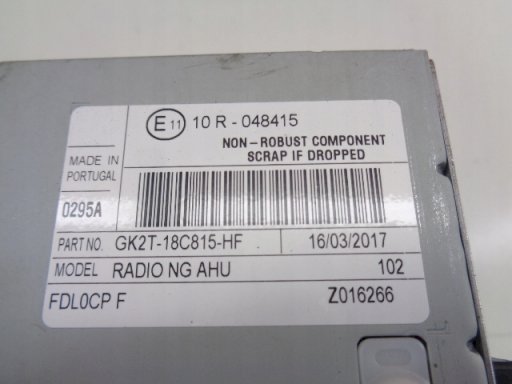 E11 10 R - 048415
NON - ROBUST COMPONENT
SCRAP IF DROPPED
MADE IN
PORTUGAL
0295A
PART NO. GK2T-18C815-HF 16/03/2017
MODEL RADIO NG AHU 102
FDL0CP F Z016266